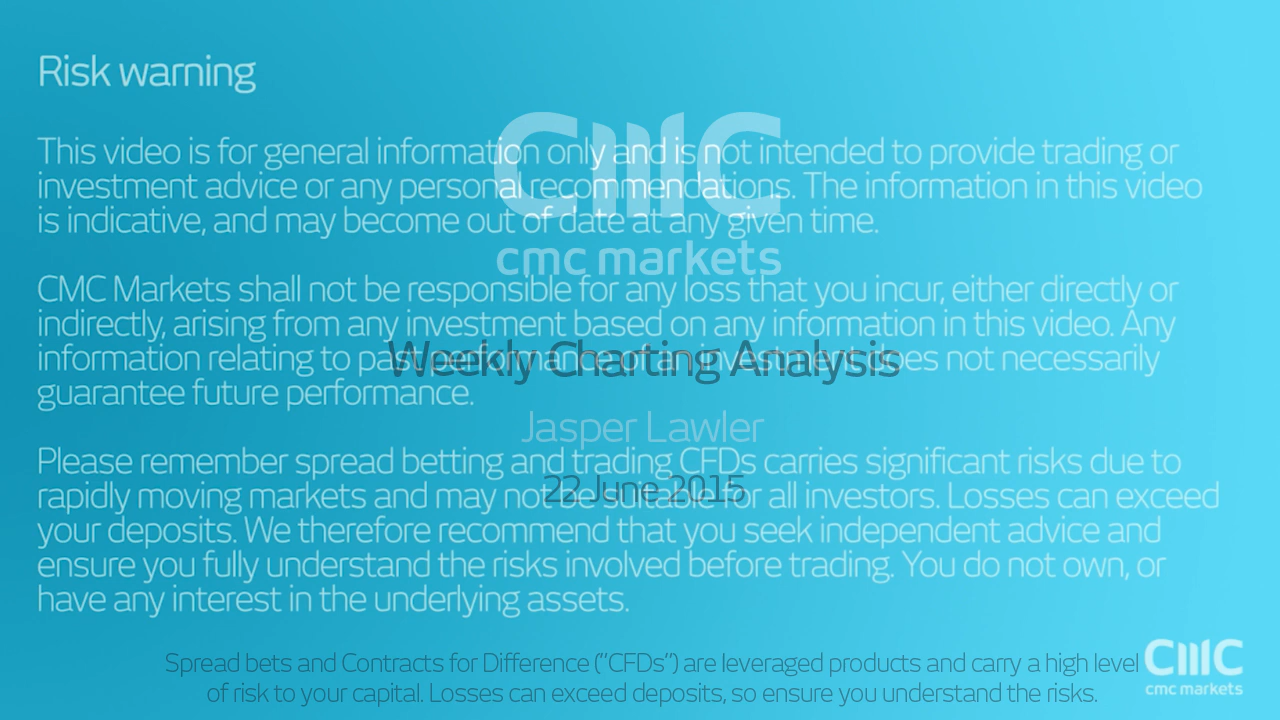 Risk warning
This video is for general information only and is not intended to provide trading or
investment advice or any personal recommendations. The information in this video
is indicative, and may become out of date at any given time.
CMC
cmc markets
CMC Markets shall not be responsible for any loss that you incur, either directly or
indirectly, arising from any investment based on any information in this video. Any
information relating to past performance of an investment does not necessarily
guarantee future performance.
Weekly Charting Analysis
Jasper Lawler
Please remember spread betting and trading CFDs carries significant risks due to
rapidly moving markets and may not be suitable for all investors. Losses can exceed
your deposits. We therefore recommend that you seek independent advice and
ensure you fully understand the risks involved before trading. You do not own, or
have any interest in the underlying assets.
22 June 2015
Spread bets and Contracts for Difference ("CFDs") are leveraged products and carry a high level
of risk to your capital. Losses can exceed deposits, so ensure you understand the risks.
CMC
cmc markets